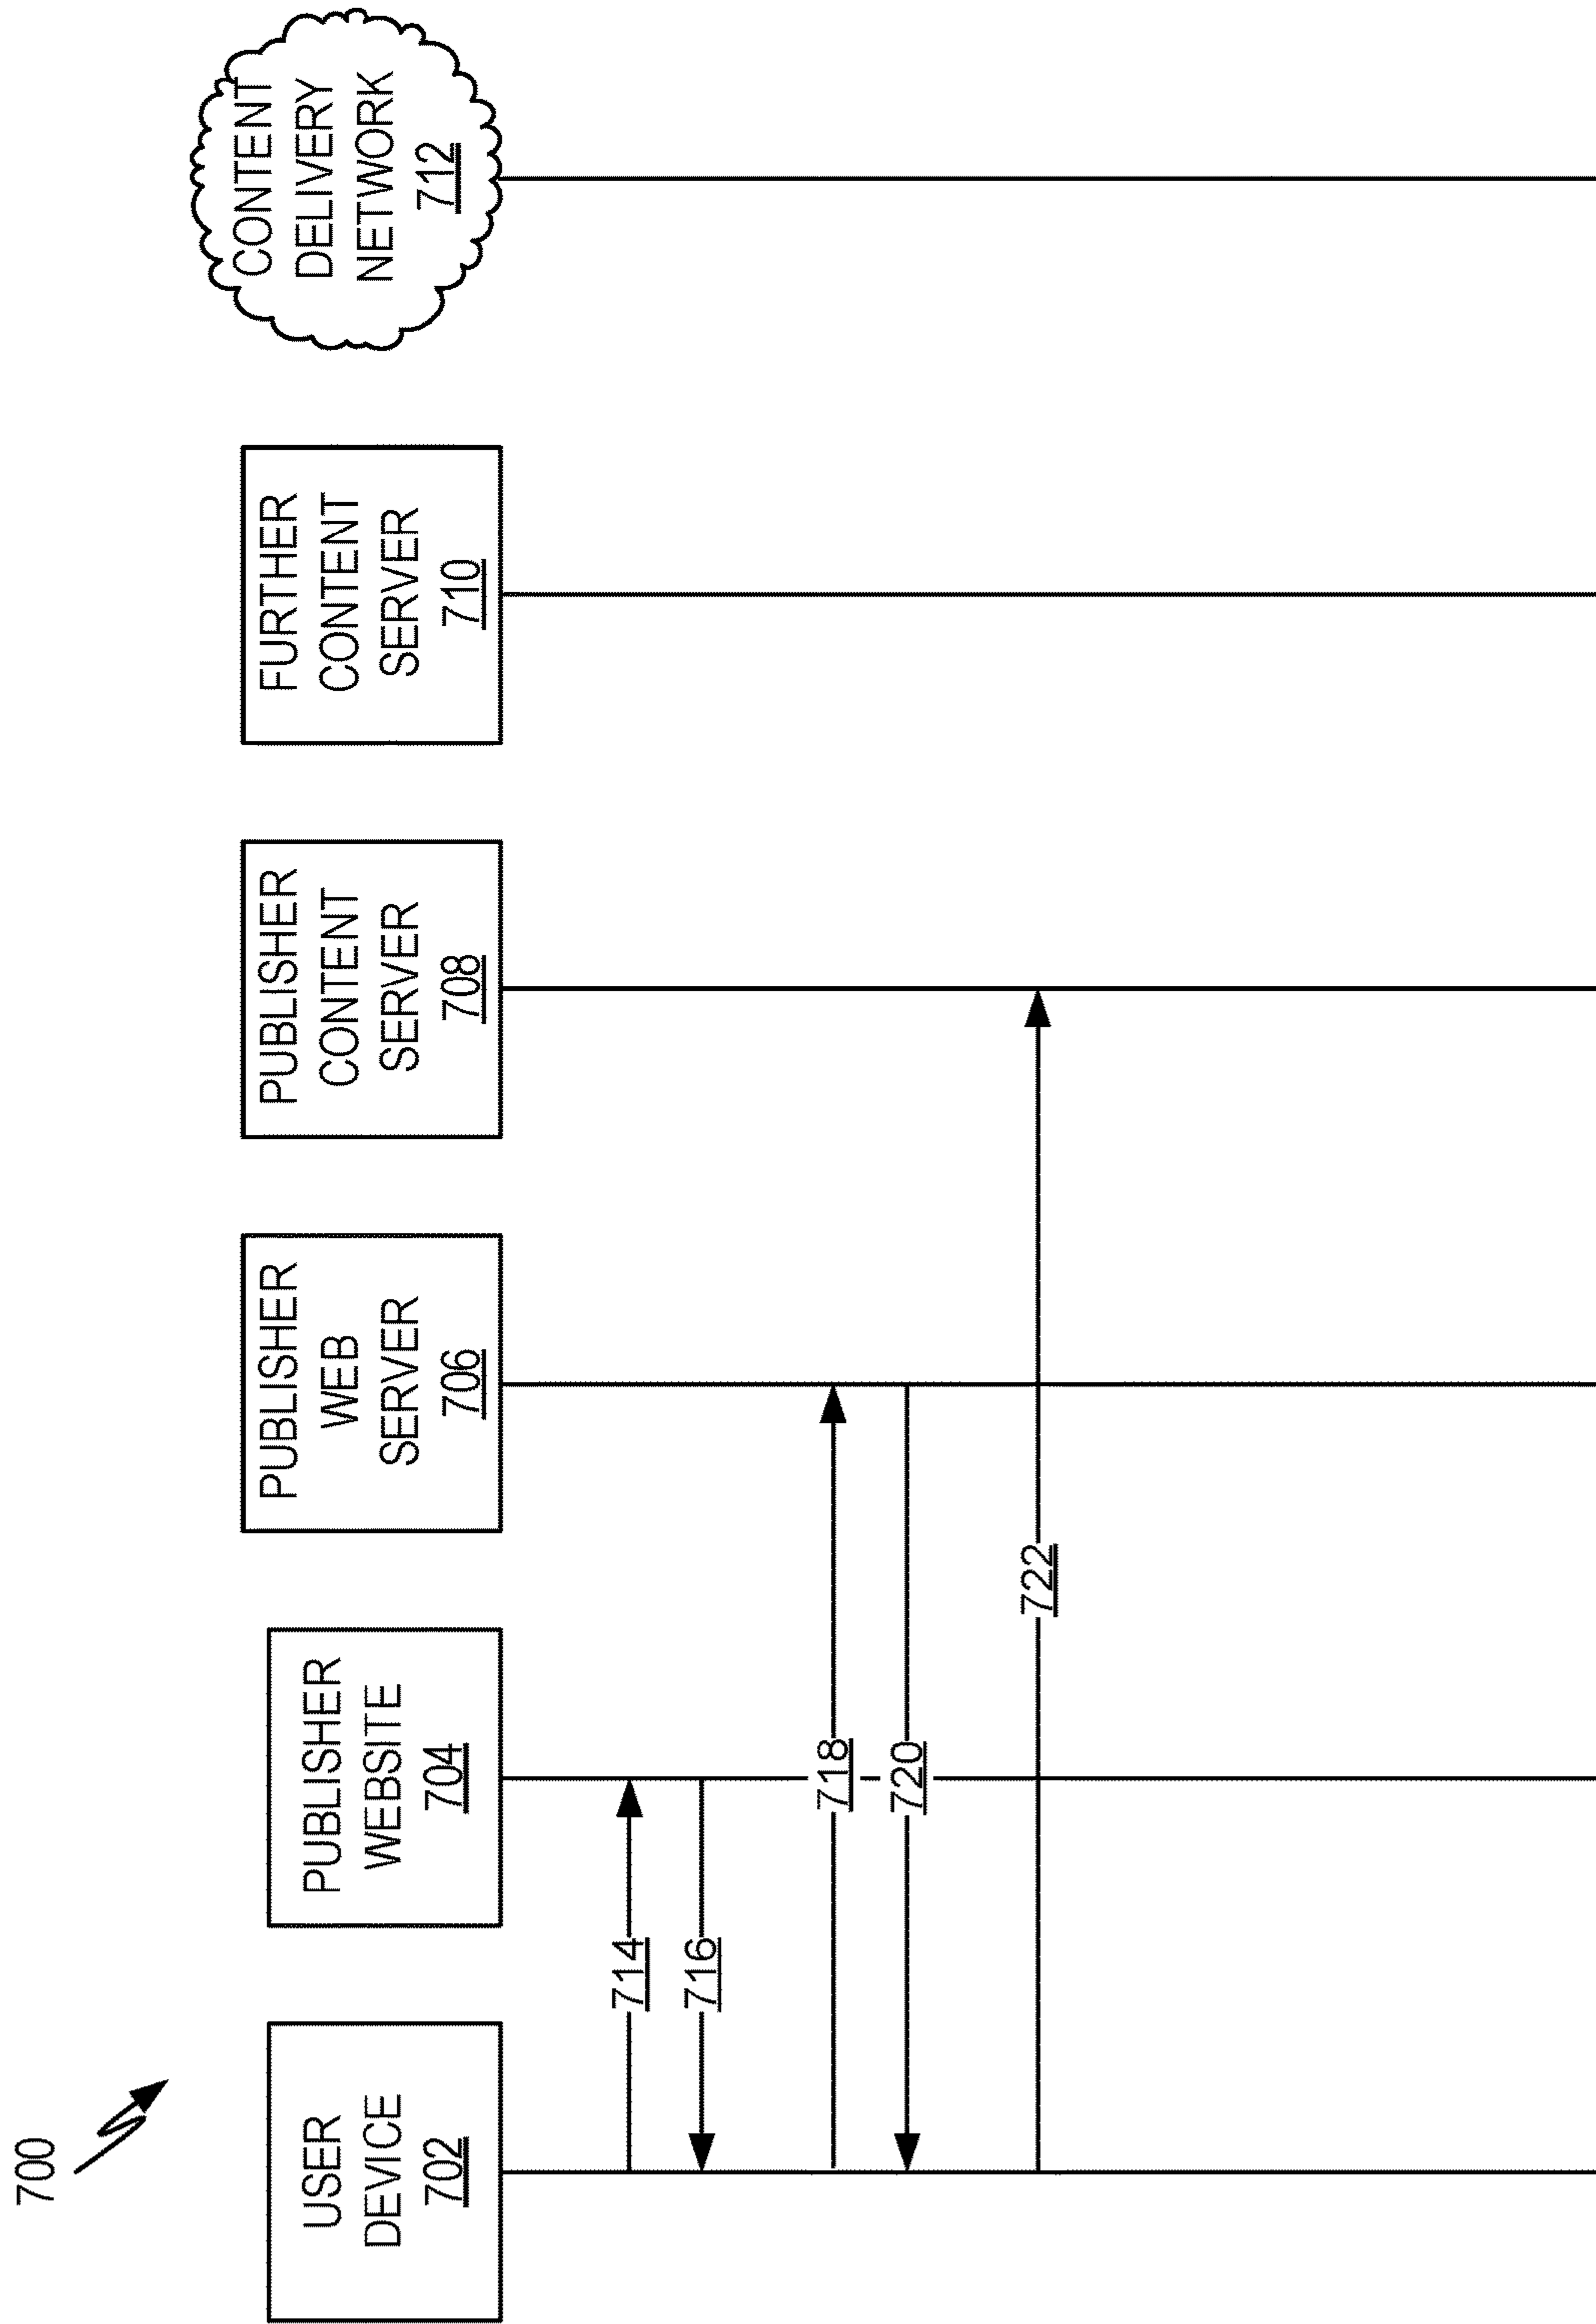 700
USER
DEVICE
702
PUBLISHER
WEBSITE
704
PUBLISHER
WEB
SERVER
706
PUBLISHER
CONTENT
SERVER
708
FURTHER
CONTENT
SERVER
710
CONTENT
DELIVERY
NETWORK
712
714
716
718
720
722